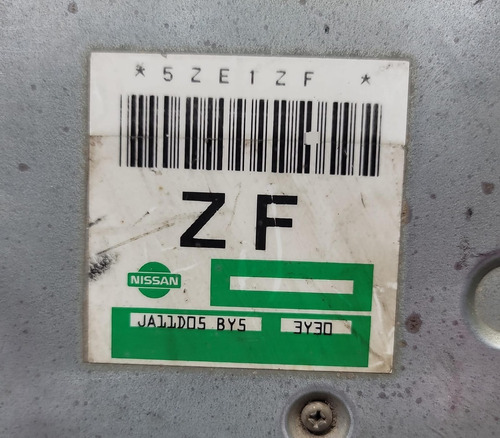 *5ZE1ZF *
ZF
NISSAN
JA11D05 BY5 3Y30